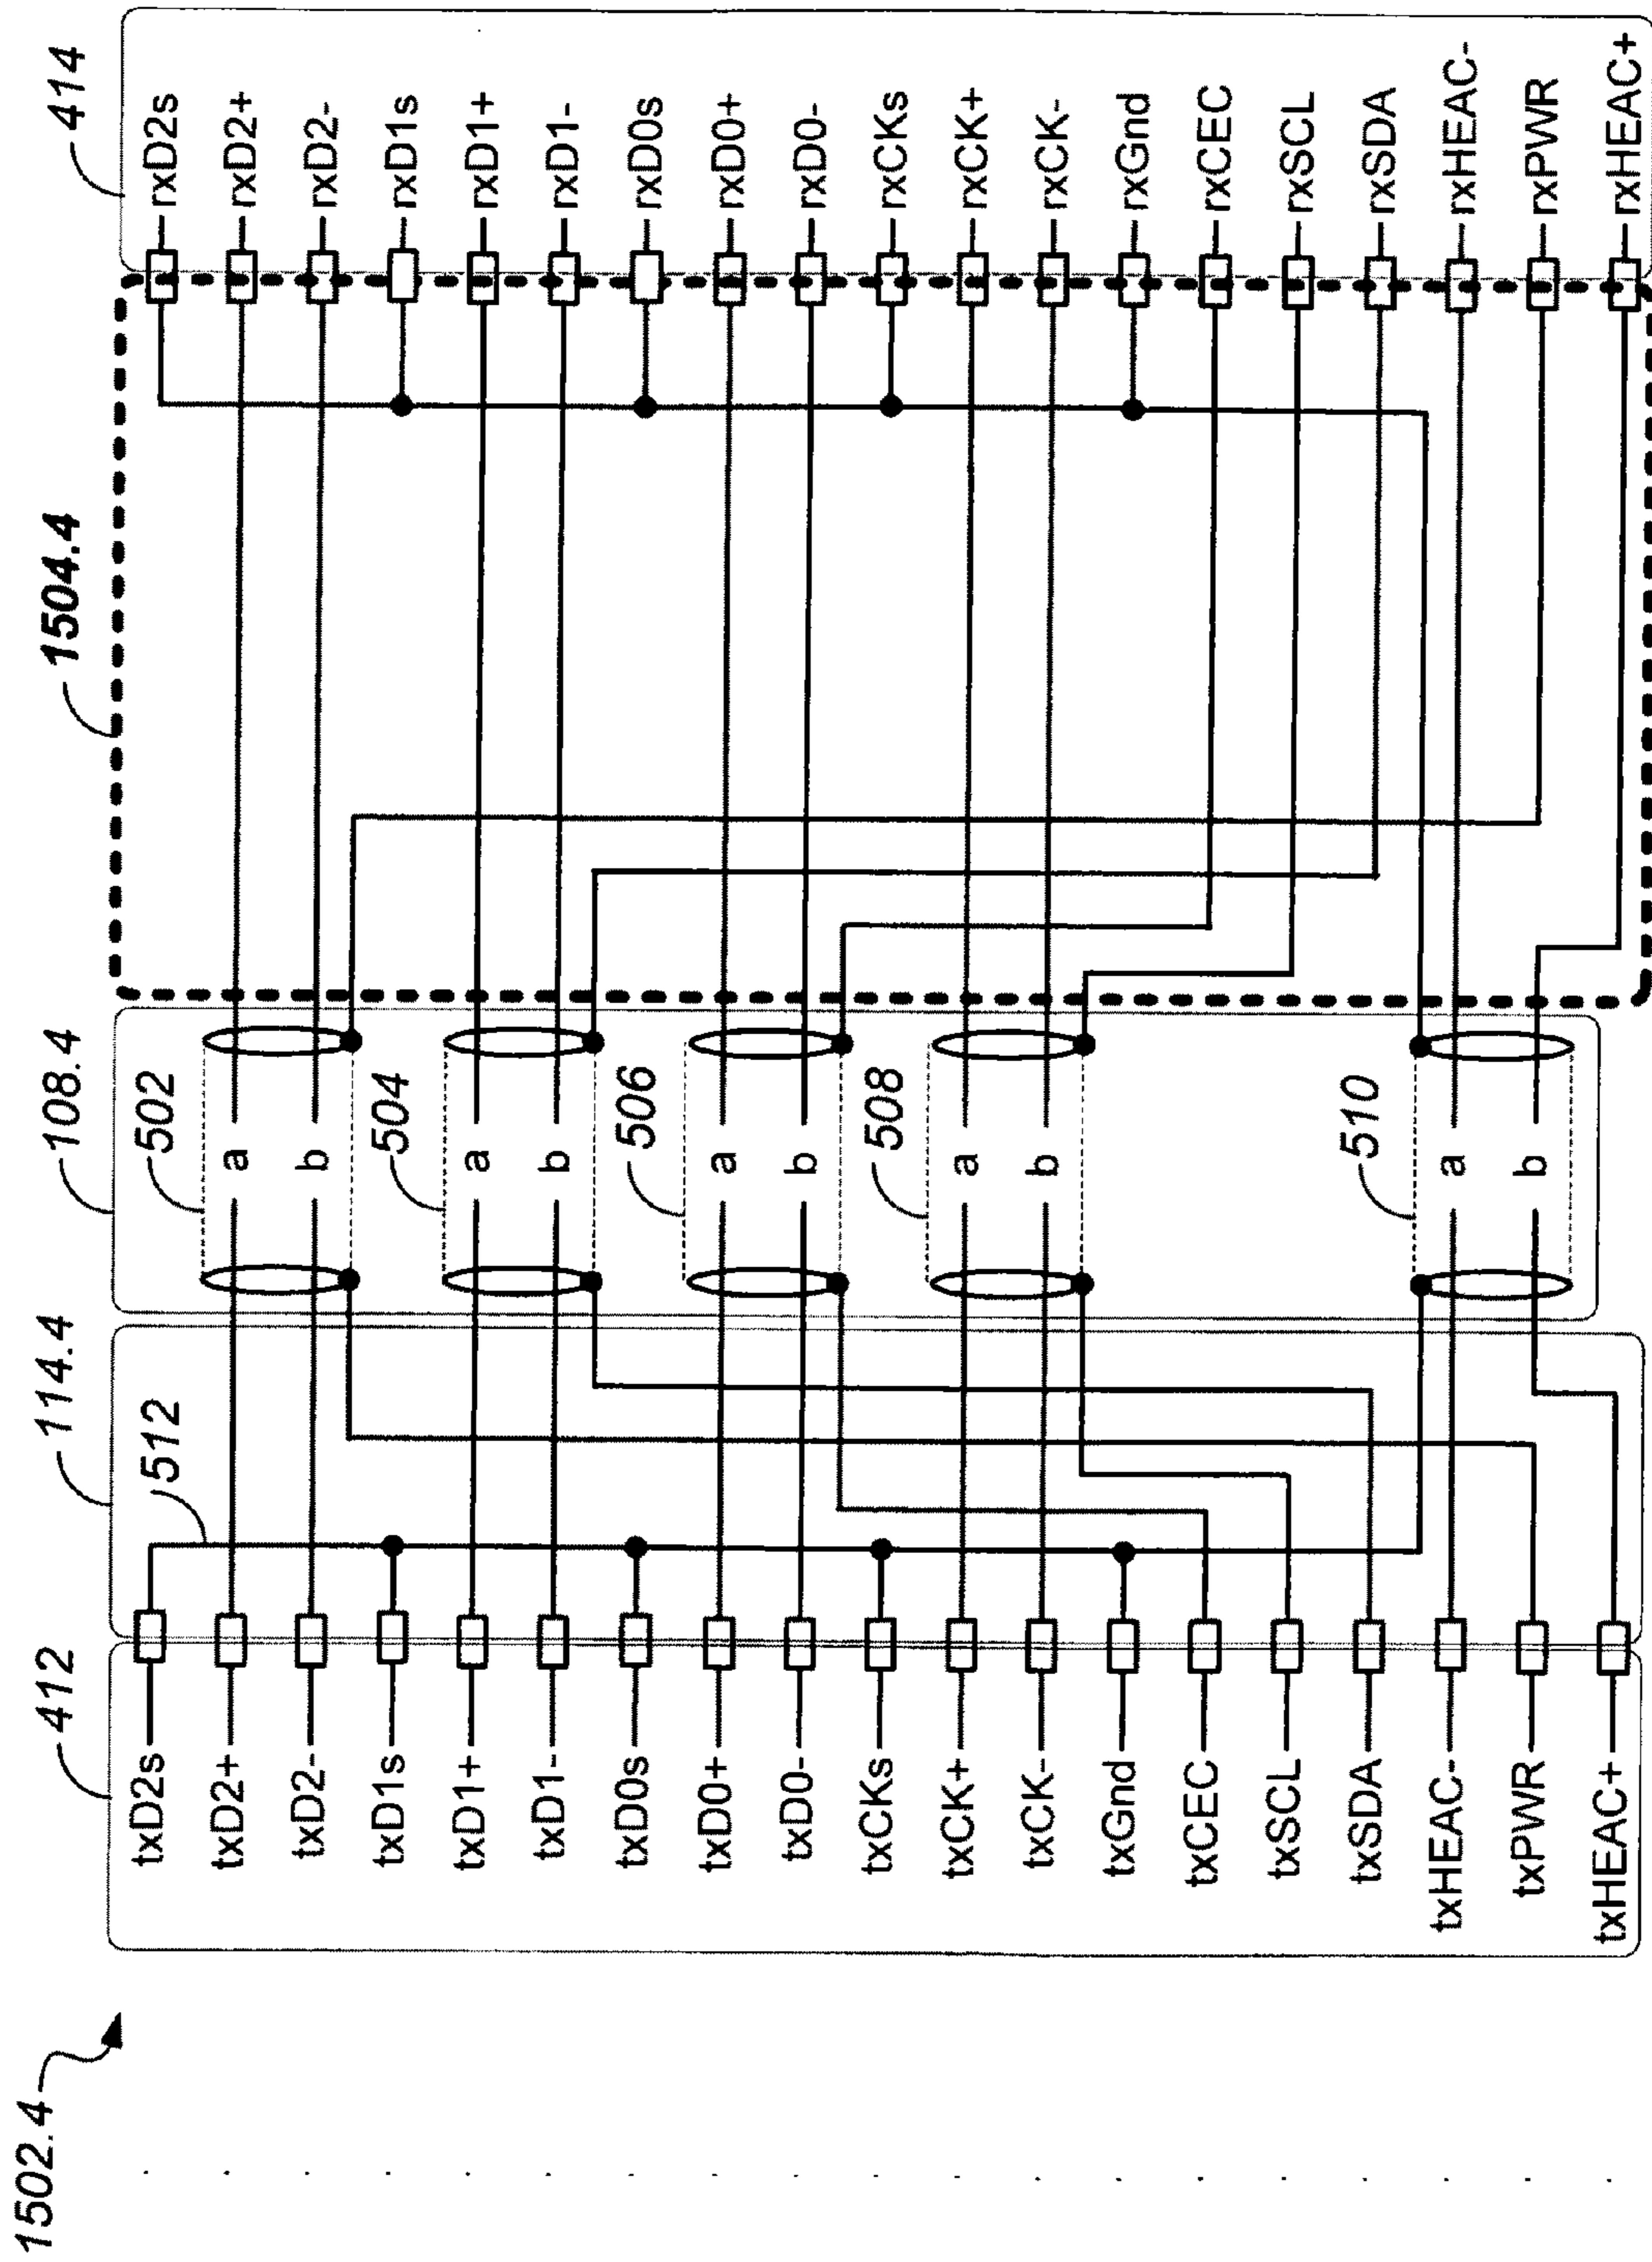 1502.4
412
114.4
108.4
1504.4
414
512
502
504
506
508
510
txD2s
txD2+
txD2-
txD1s
txD1+
txD1-
txD0s
txD0+
txD0-
txCKs
txCK+
txCK-
txGnd
txCEC
txSCL
txSDA
txHEAC-
txPWR
txHEAC+
a
b
a
b
a
b
a
b
a
b
rxD2s
rxD2+
rxD2-
rxD1s
rxD1+
rxD1-
rxD0s
rxD0+
rxD0-
rxCKs
rxCK+
rxCK-
rxGnd
rxCEC
rxSCL
rxSDA
rxHEAC-
rxPWR
rxHEAC+